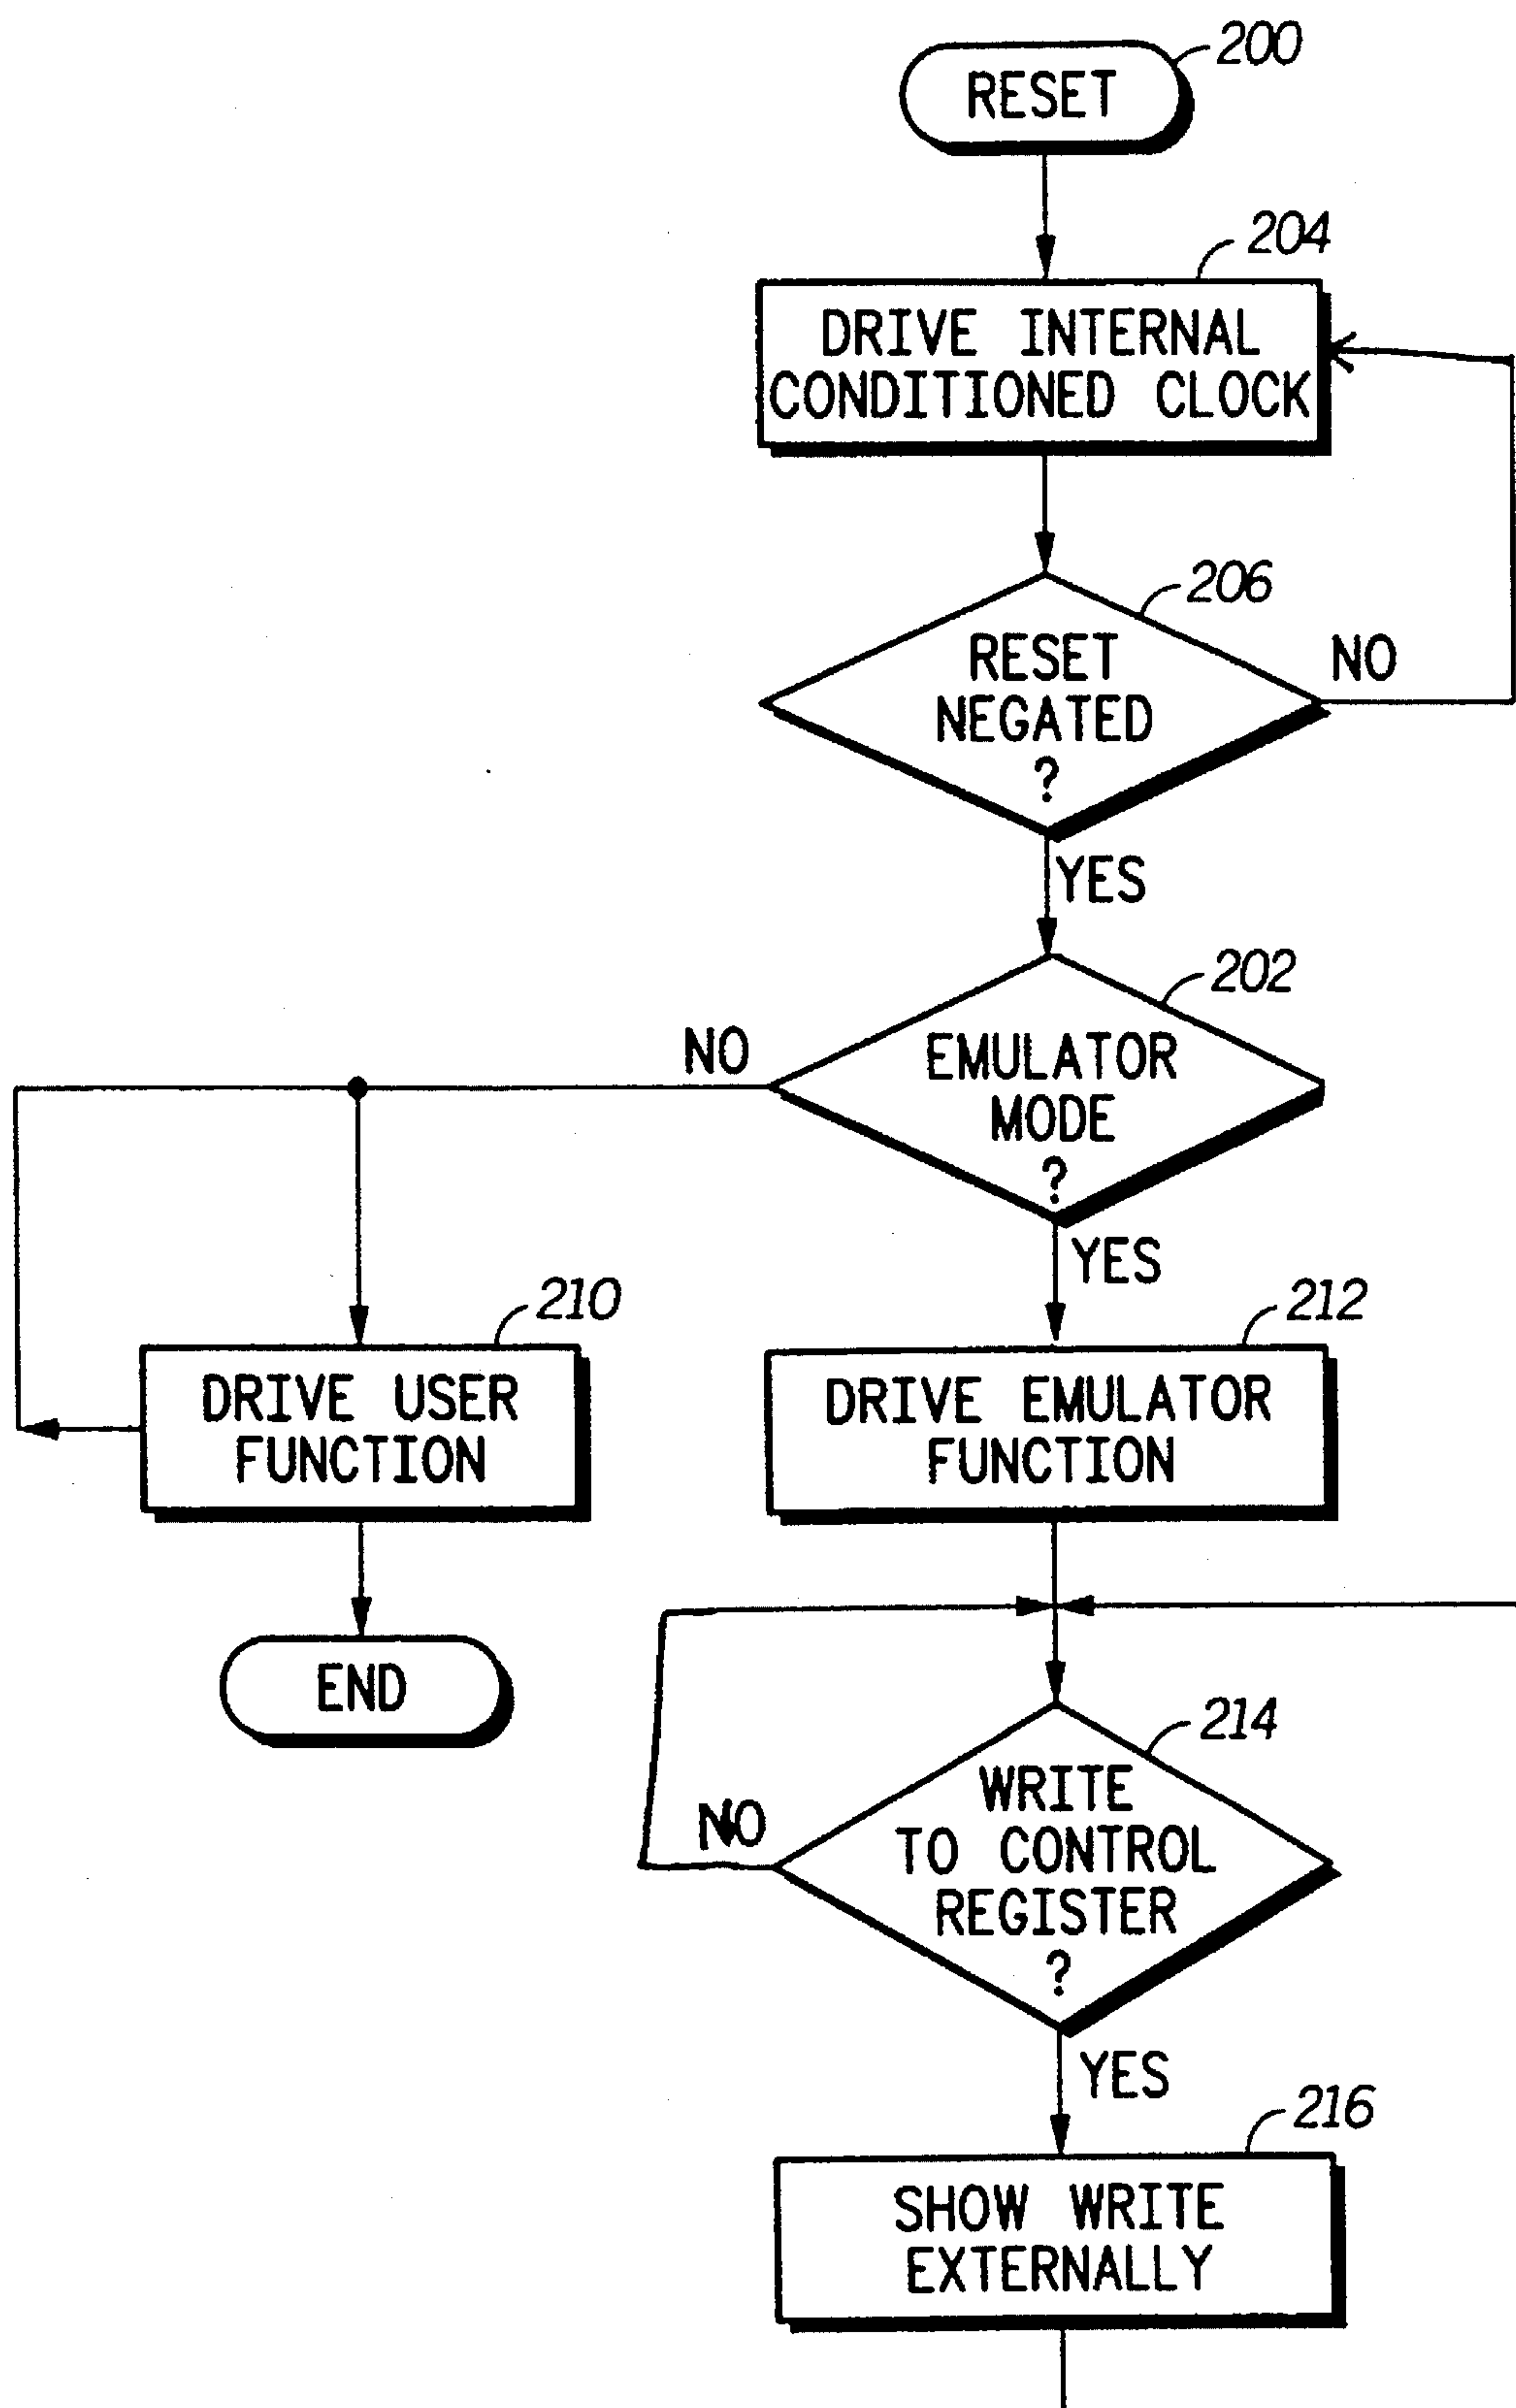 200
RESET
204
DRIVE INTERNAL
CONDITIONED CLOCK
206
RESET
NEGATED
?
NO
YES
202
NO
EMULATOR
MODE
?
YES
210
DRIVE USER
FUNCTION
212
DRIVE EMULATOR
FUNCTION
END
214
WRITE
TO CONTROL
REGISTER
?
NO
YES
216
SHOW WRITE
EXTERNALLY